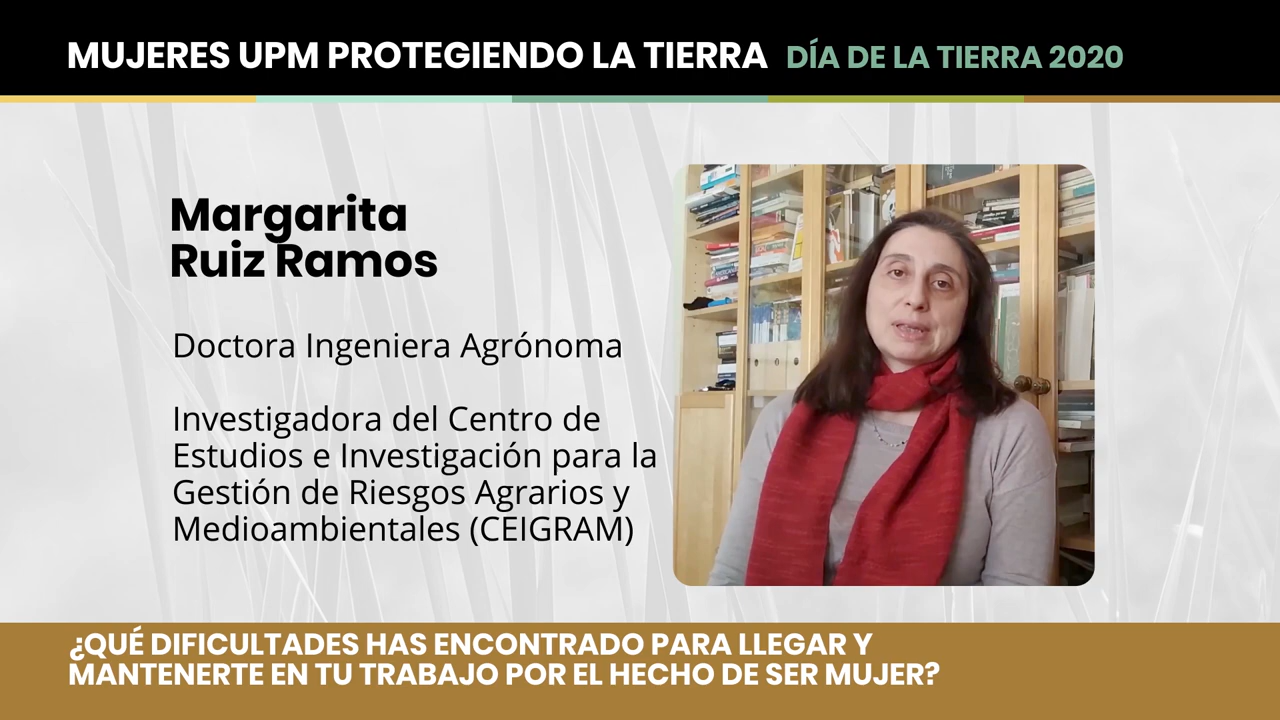 MUJERES UPM PROTEGIENDO LA TIERRA DÍA DE LA TIERRA 2020
Margarita
Ruiz Ramos
Doctora Ingeniera Agrónoma
Investigadora del Centro de
Estudios e Investigación para la
Gestión de Riesgos Agrarios y
Medioambientales (CEIGRAM)
¿QUÉ DIFICULTADES HAS ENCONTRADO PARA LLEGAR Y
MANTENERTE EN TU TRABAJO POR EL HECHO DE SER MUJER?